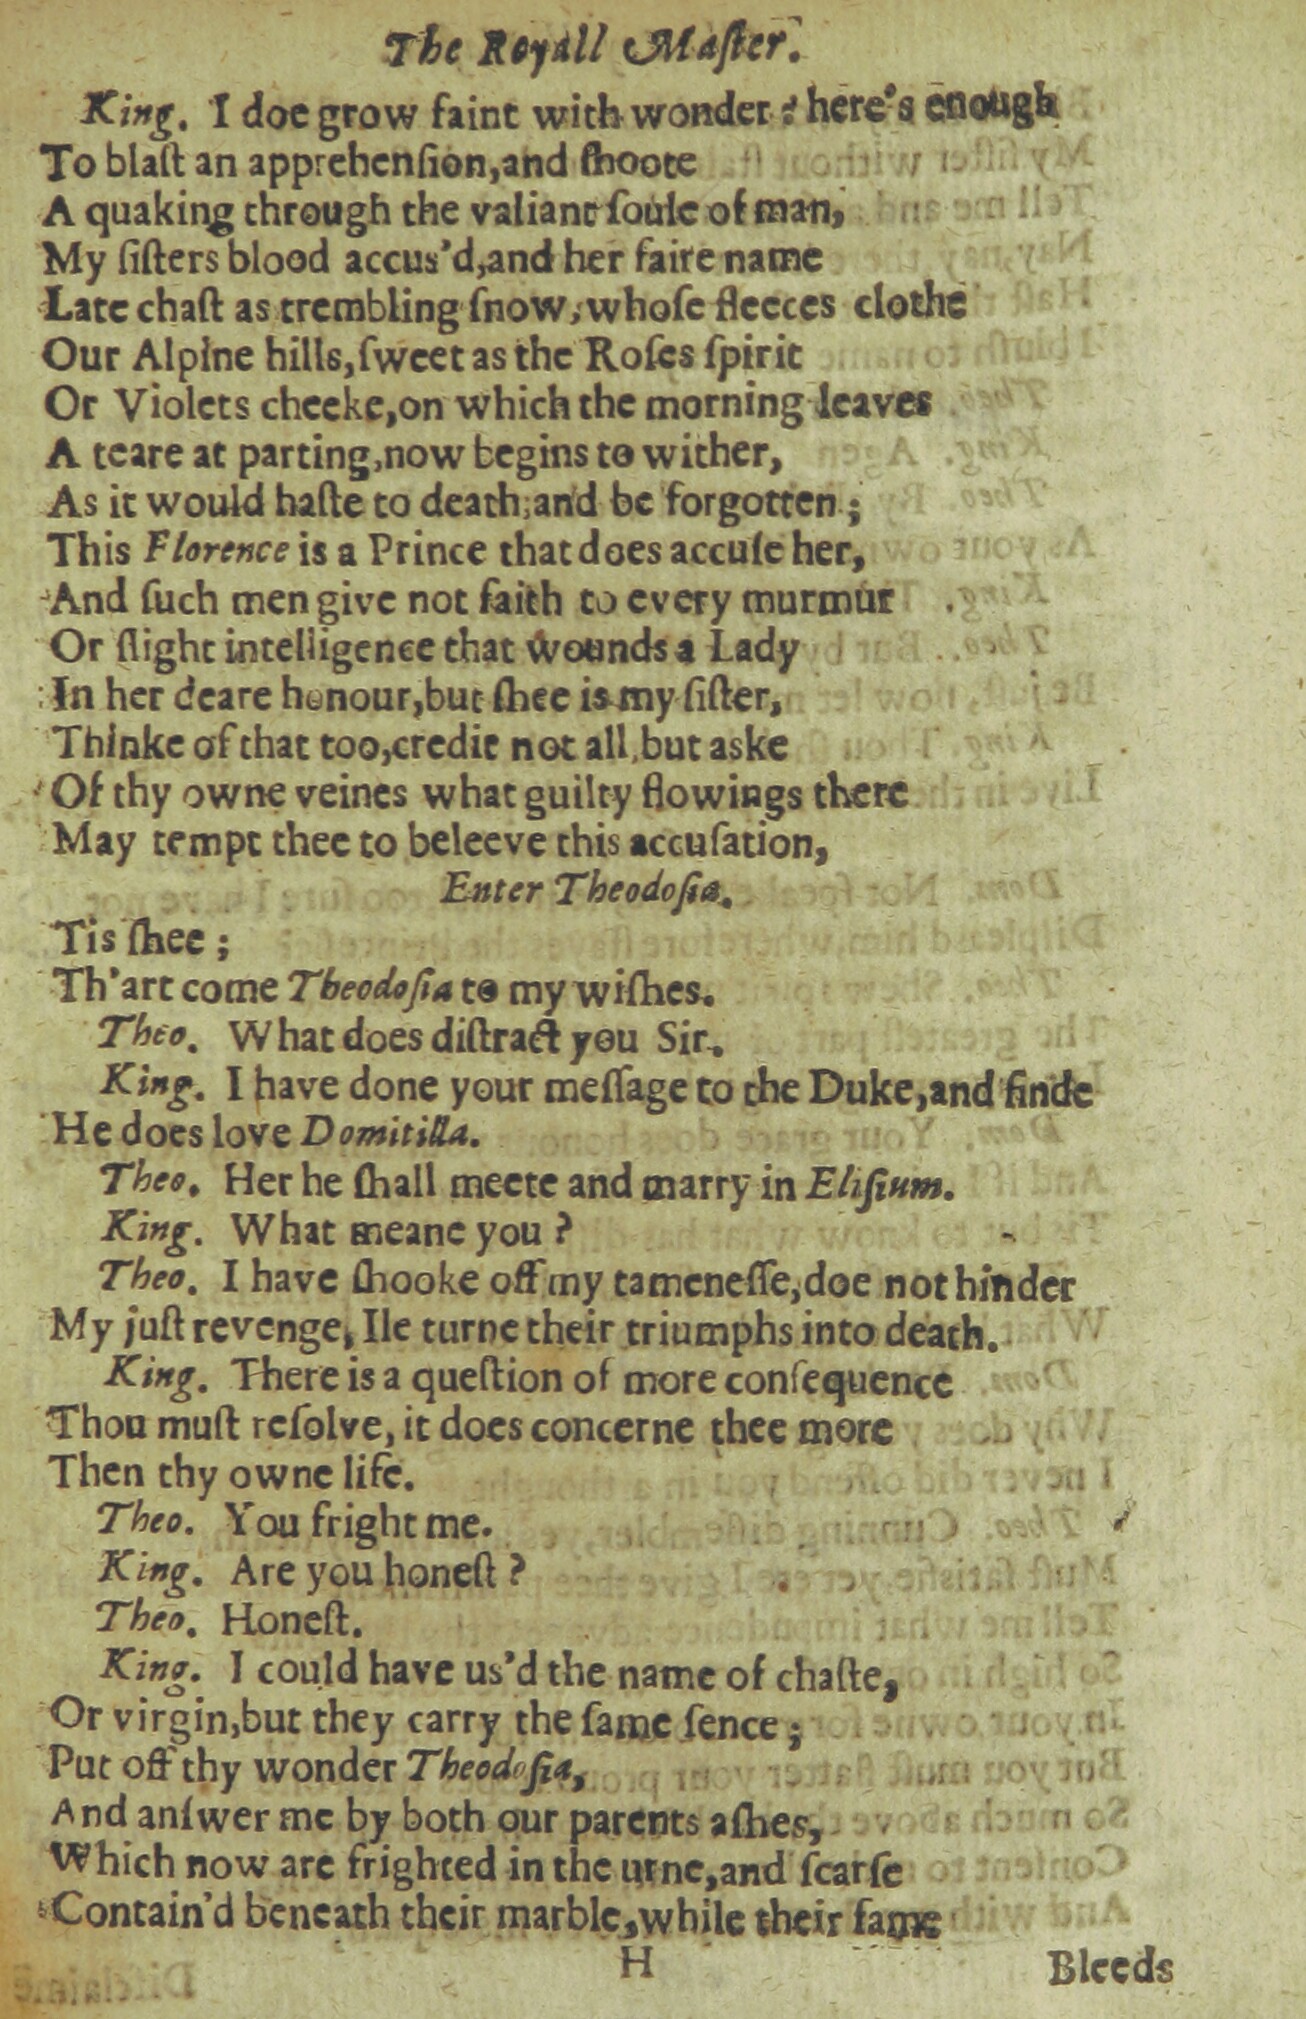 The Royall Master.
King. I doe grow faint with wonder : here's enough
To blaſt an apprehenſion,and ſhoote
A quaking through the valiant ſoule of man,
My ſiſters blood accus'd,and her faire name
Late chaſt as trembling ſnow, whoſe fleeces clothe
Our Alpine hills, ſweet as the Roſes ſpirit
Or Violets cheeke,on which the morning leaves
A teare at parting,now begins to wither,
As it would haſte to death,and be forgotten ;
This Florence is a Prince that does accuſe her,
And ſuch men give not faith to every murmur
Or ſlight intelligence that wounds a Lady
In her deare honour,but ſhee is my ſiſter,
Thinke of that too,credit not all,but aske
Of thy owne veines what guilty flowings there
May tempt thee to beleeve this accuſation,
Enter Theodoſia.
Tis ſhee ;
Th'art come Theodoſia to my wiſhes.
Theo. What does diſtract you Sir.
King. I have done your meſſage to the Duke,and finde
He does love Domitilla.
Theo. Her he ſhall meete and marry in Eliſium.
King. What meane you ?
Theo. I have ſhooke off my tameneſſe,doe not hinder
My juſt revenge, Ile turne their triumphs into death.
King. There is a queſtion of more conſequence
Thou muſt reſolve, it does concerne thee more
Then thy owne life.
Theo. You fright me.
King. Are you honeſt ?
Theo. Honeſt.
King. I could have us'd the name of chaſte,
Or virgin,but they carry the ſame ſence ;
Put off thy wonder Theodoſia,
And anſwer me by both our parents aſhes,
Which now are frighted in the urne,and ſcarſe
Contain'd beneath their marble,while their fame
H
Bleeds